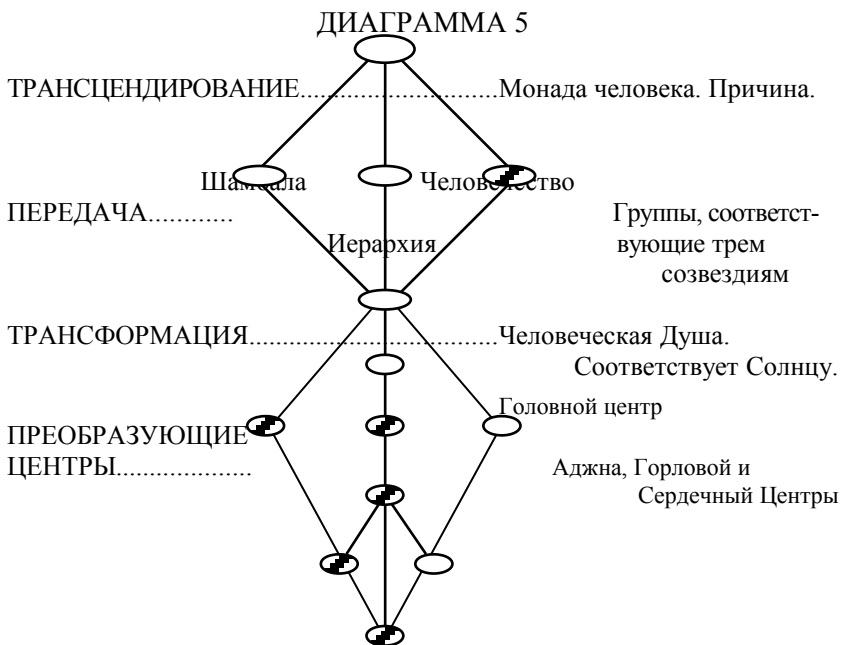 ДИАГРАММА 5
ТРАНСЦЕНДИРОВАНИЕ............................Монада человека. Причина.
Шамбала Человечество
ПЕРЕДАЧА............ Группы, соответст-
Иерархия вующие трем
созвездиям
ТРАНСФОРМАЦИЯ...................................Человеческая Душа.
Соответствует Солнцу.
Головной центр
ПРЕОБРАЗУЮЩИЕ
ЦЕНТРЫ................... Аджна, Горловой и
Сердечный Центры